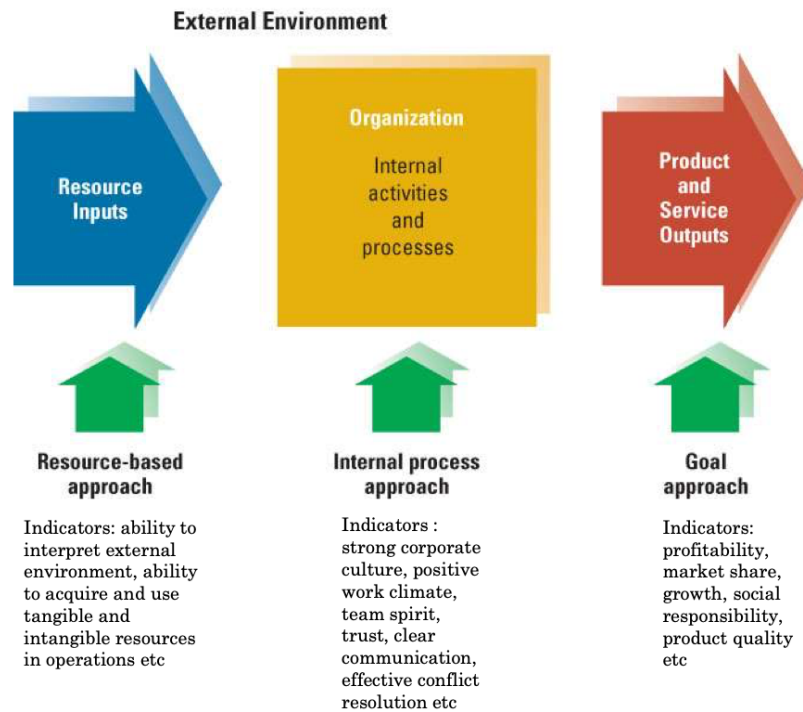 External Environment
Resource
Inputs
Organization
Internal
activities
and
processes
Product
and
Service
Outputs
Resource-based
approach
Indicators: ability to
interpret external
environment, ability
to acquire and use
tangible and
intangible resources
in operations etc
Internal process
approach
Indicators :
strong corporate
culture, positive
work climate,
team spirit,
trust, clear
communication,
effective conflict
resolution etc
Goal
approach
Indicators:
profitability,
market share,
growth, social
responsibility,
product quality
etc